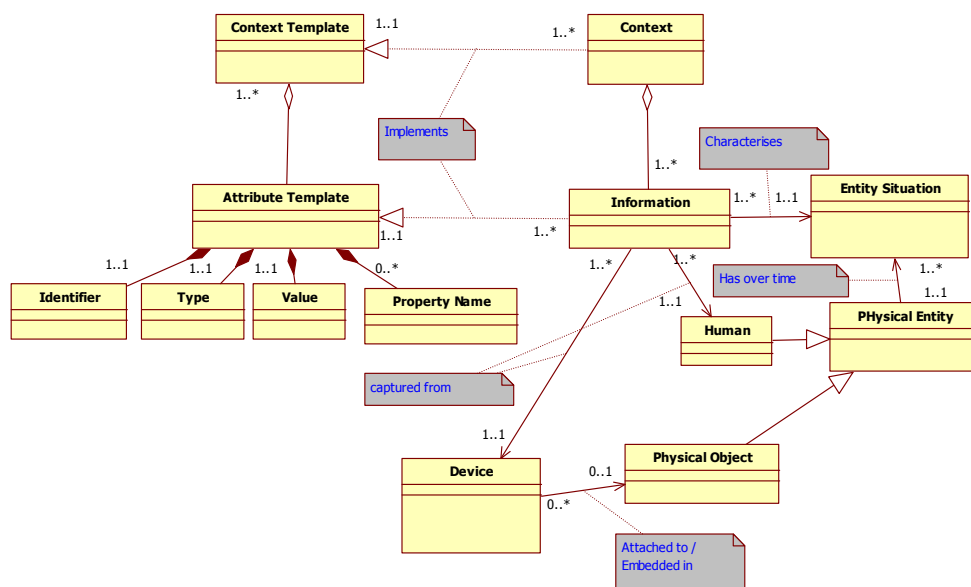 Context Template
1..1
1..*
Context
1..*
Implements
Characterises
1..*
Attribute Template
Information
1..*
1..1
Entity Situation
1..1
1..*
1..1
1..1
1..1
0..*
1..*
1..*
Has over time
1..*
1..1
Identifier
Type
Value
Property Name
1..1
Human
PHysical Entity
captured from
1..1
Device
0..1
Physical Object
0..*
Attached to /
Embedded in